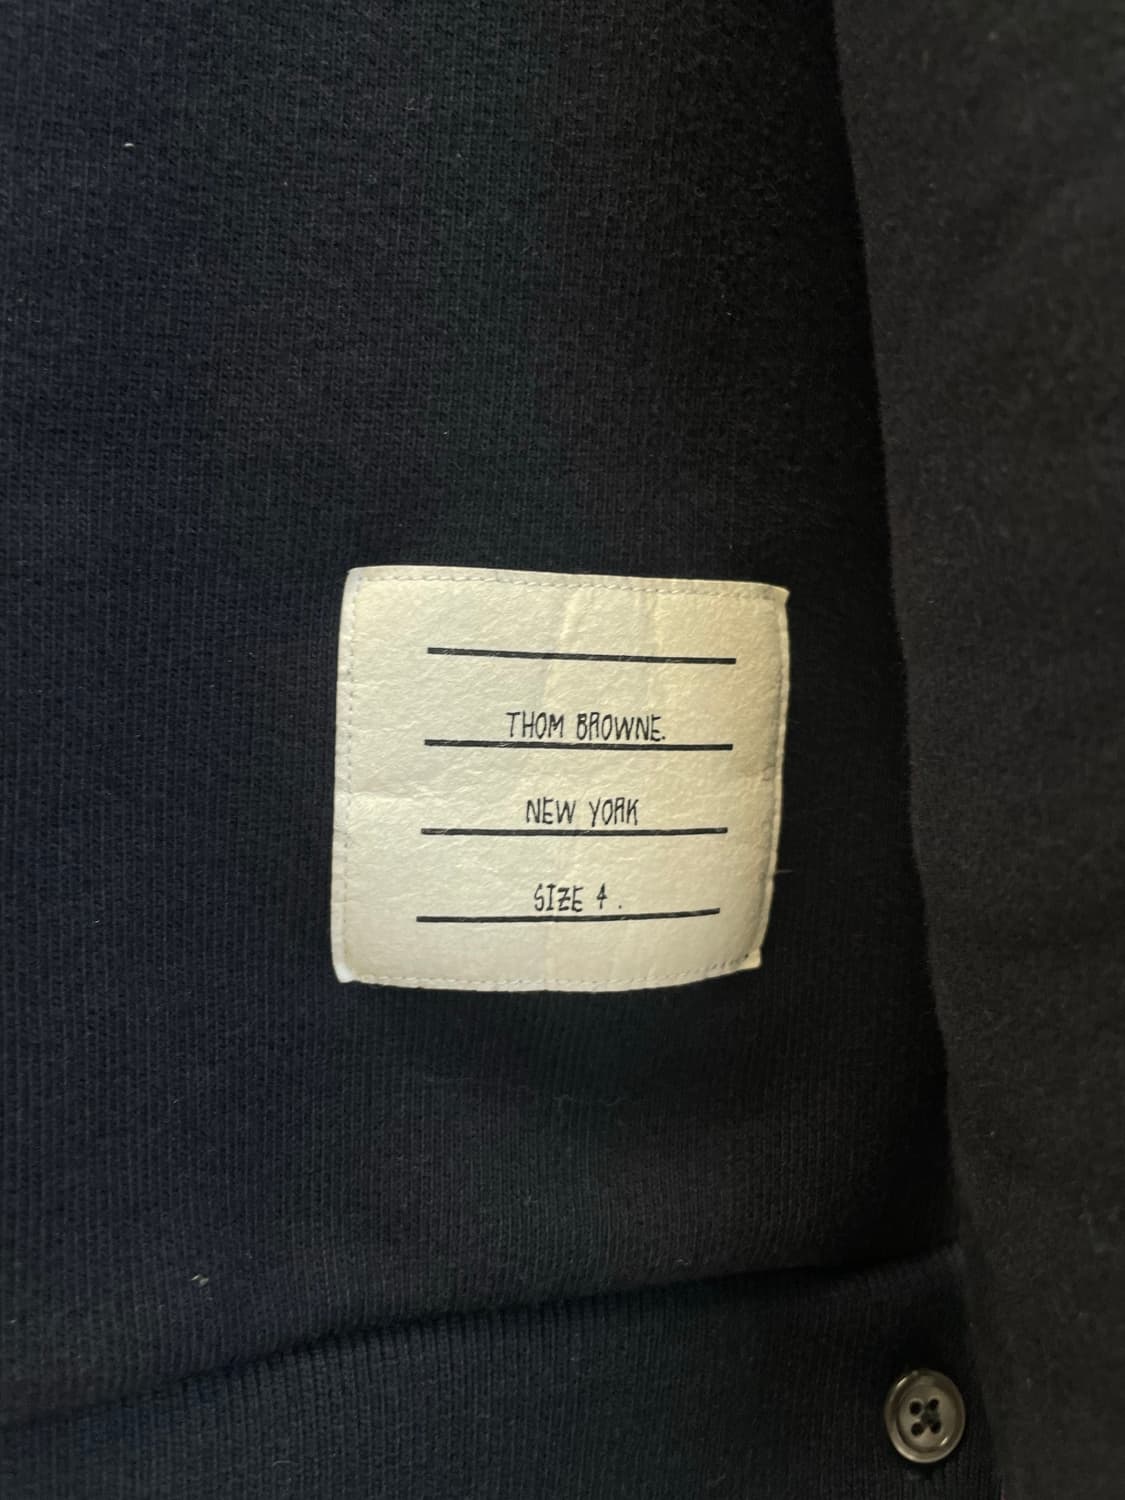 THOM BROWNE.
NEW YORK
SIZE 4.